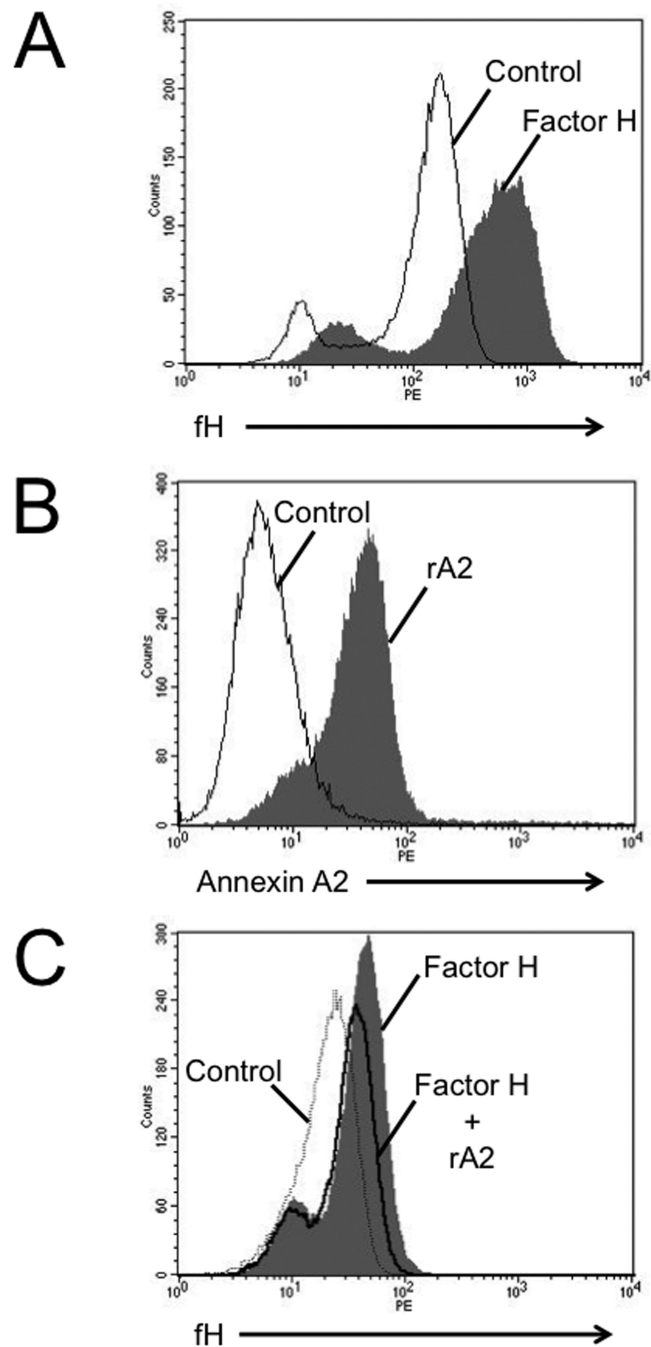 A
250
200
150
100
50
0
Counts
Control
Factor H
10⁰ 10¹ 10² 10³ 10⁴
PE
fH
B
400
320
240
160
80
0
Counts
Control
rA2
10⁰ 10¹ 10² 10³ 10⁴
PE
Annexin A2
C
300
240
180
120
60
0
Counts
Factor H
Control
Factor H
+
rA2
10⁰ 10¹ 10² 10³ 10⁴
PE
fH